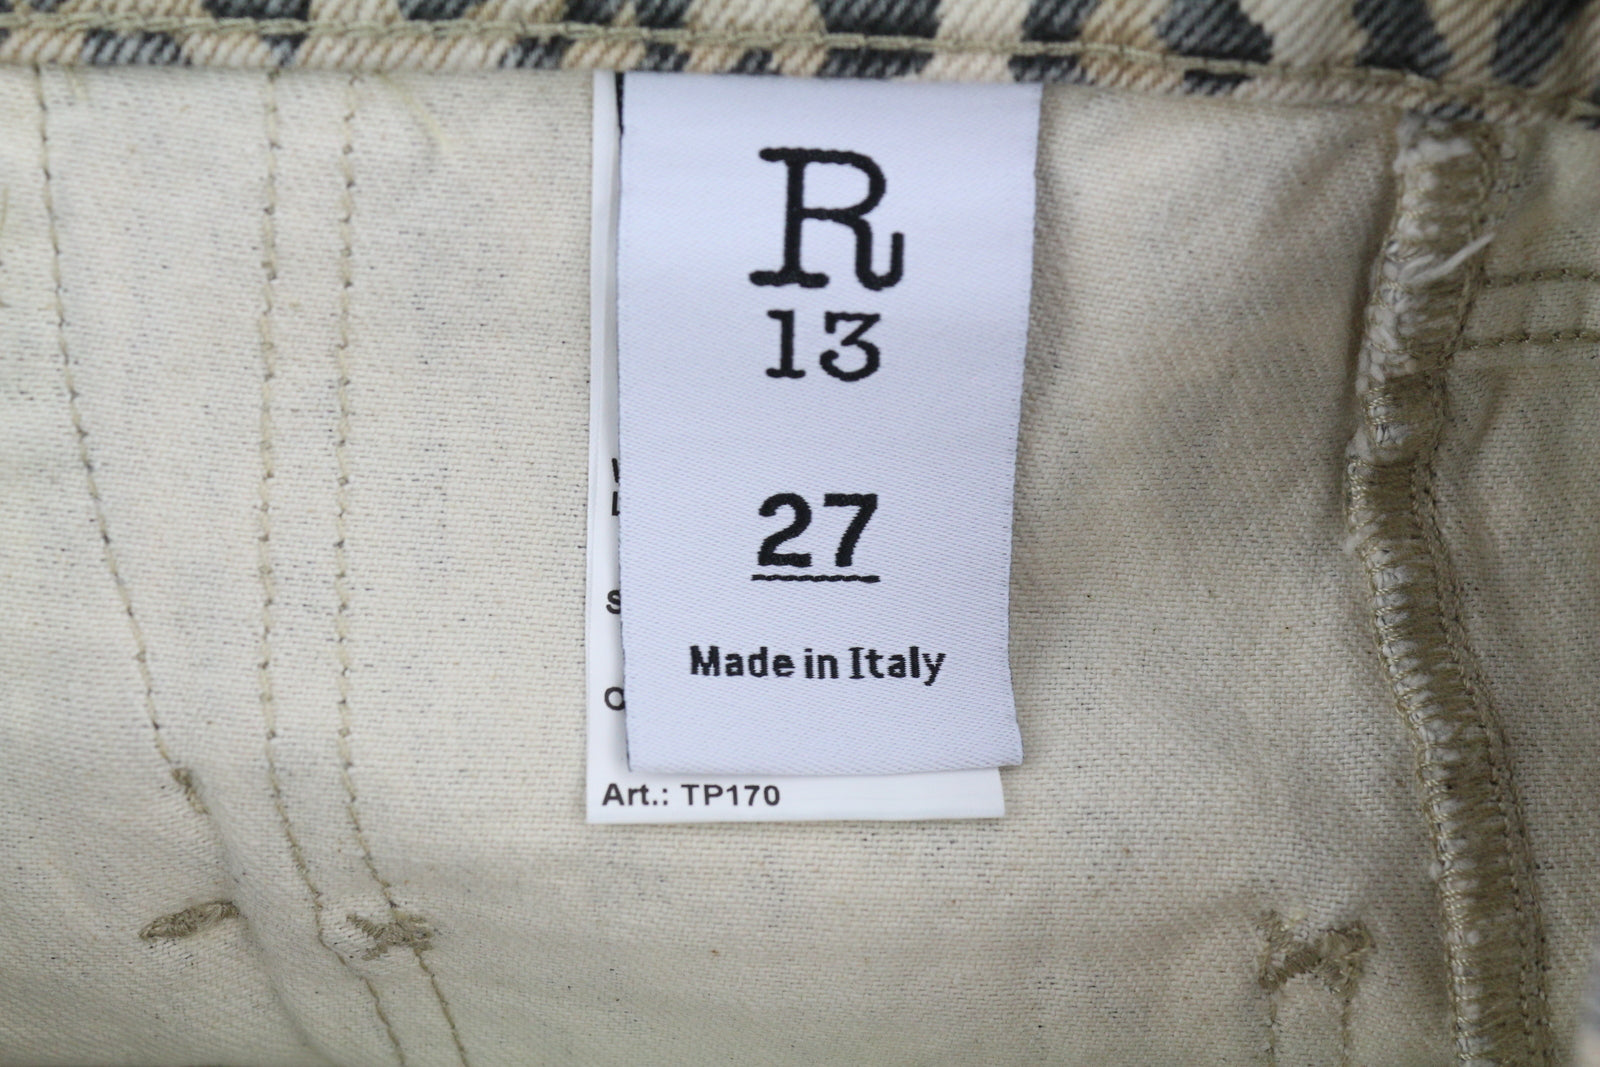 R
13
27
Made in Italy
Art.: TP170